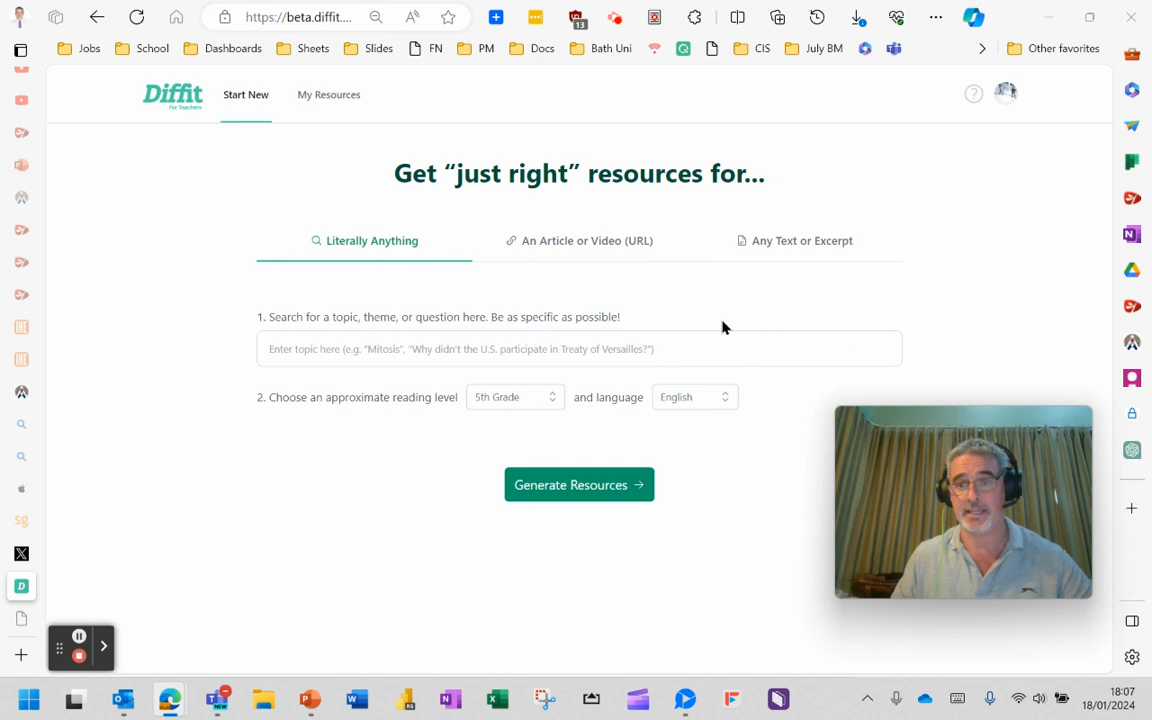 https://beta.diffit....
13
Jobs
School
Dashboards
Sheets
Slides
FN
PM
Docs
Bath Uni
CIS
July BM
Other favorites
Diffit
For Teachers
Start New
My Resources
?
Get “just right” resources for...
Literally Anything
An Article or Video (URL)
Any Text or Excerpt
1. Search for a topic, theme, or question here. Be as specific as possible!
Enter topic here (e.g. "Mitosis", "Why didn't the U.S. participate in Treaty of Versailles?")
2. Choose an approximate reading level
5th Grade
and language
English
Generate Resources →
sg
D
NEW
18:07
18/01/2024